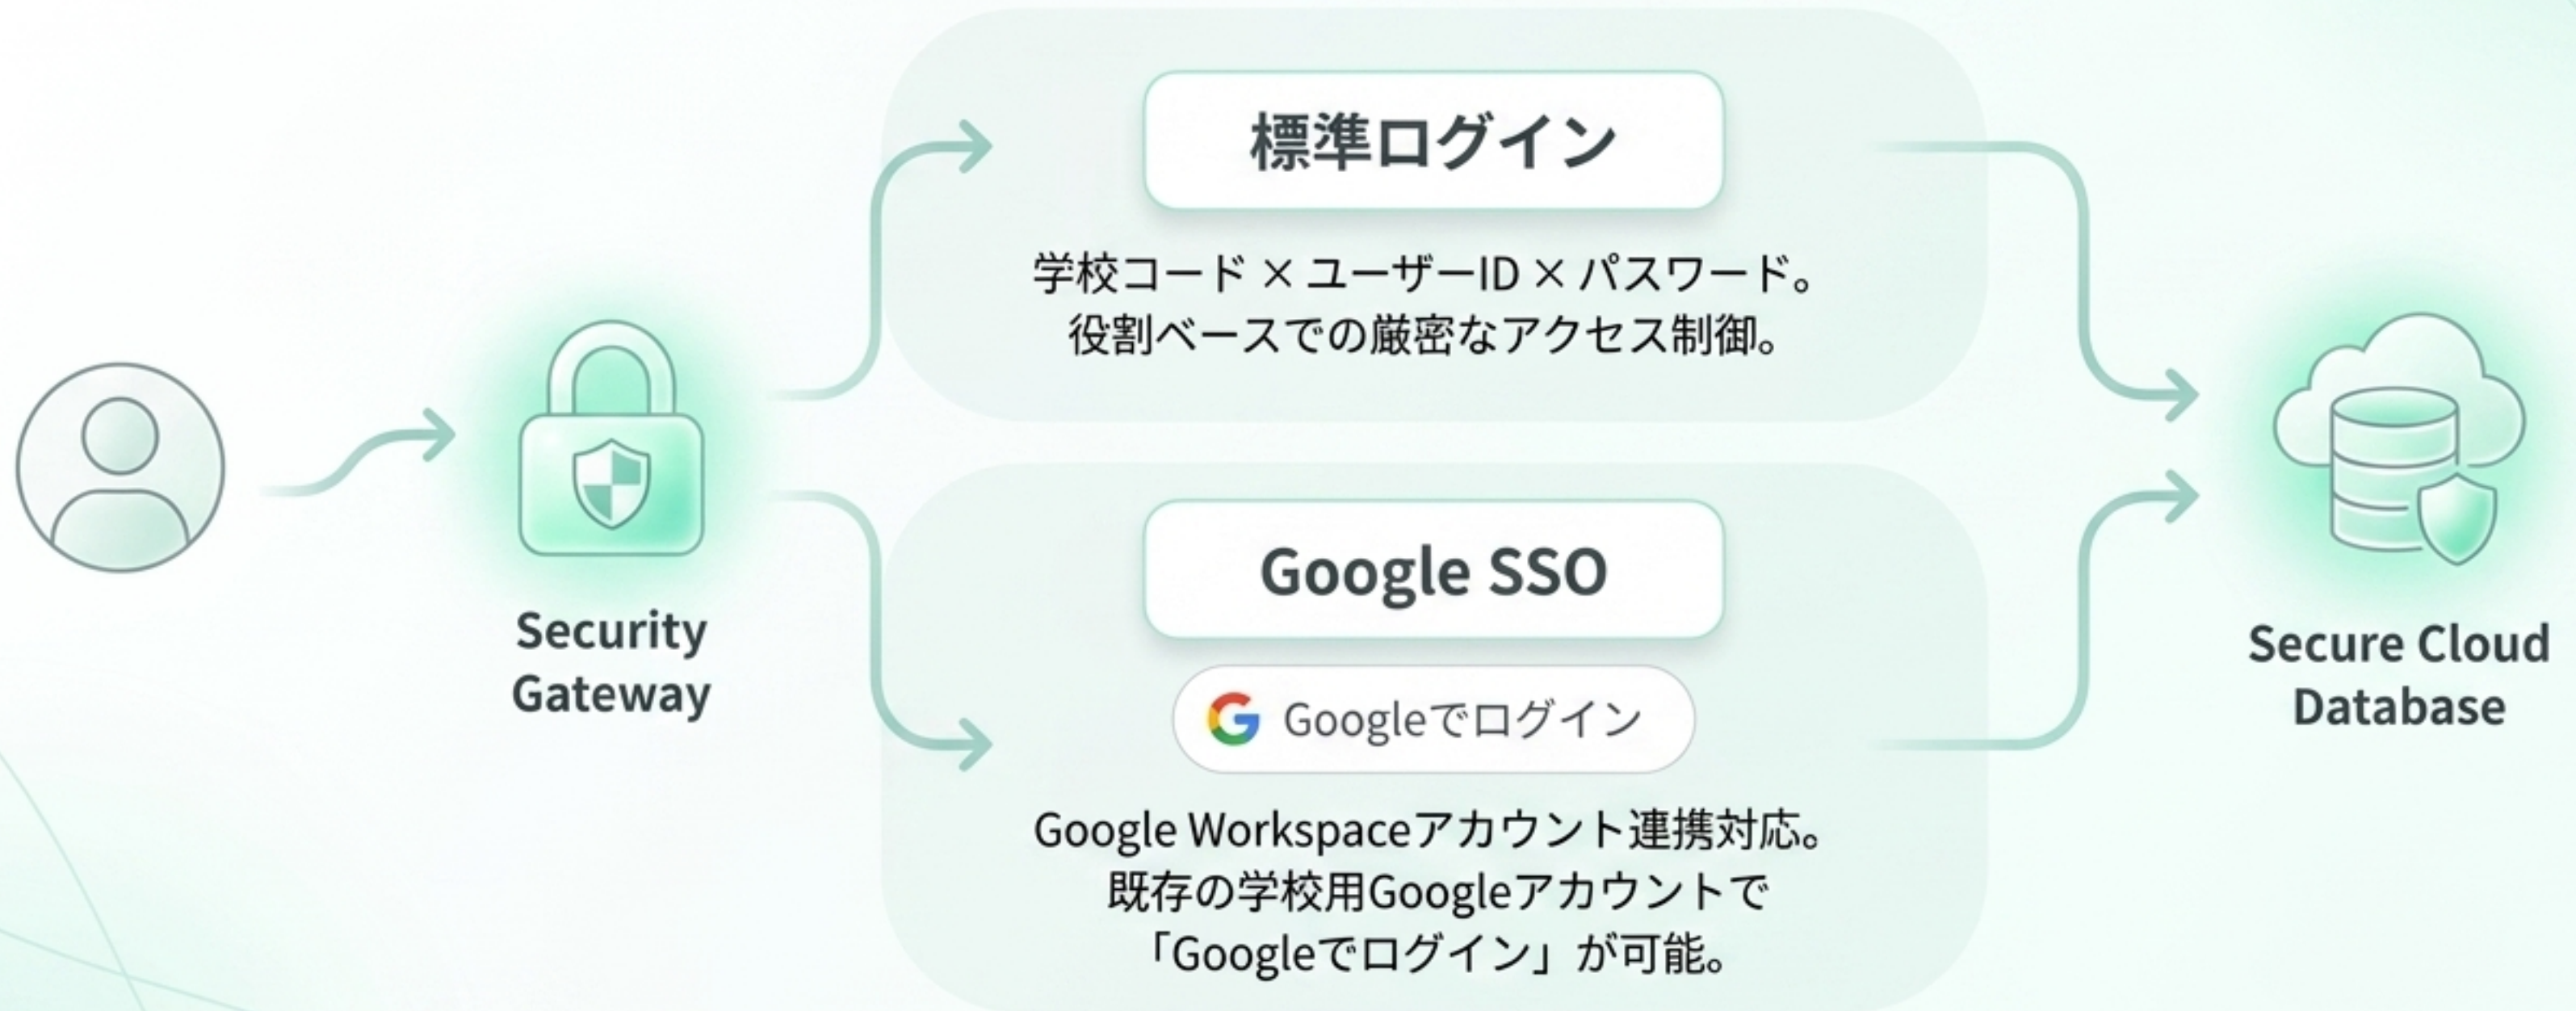 Security
Gateway
標準ログイン
学校コード × ユーザーID × パスワード。
役割ベースでの厳密なアクセス制御。
Google SSO
Googleでログイン
Google Workspaceアカウント連携対応。
既存の学校用Googleアカウントで
「Googleでログイン」が可能。
Secure Cloud
Database